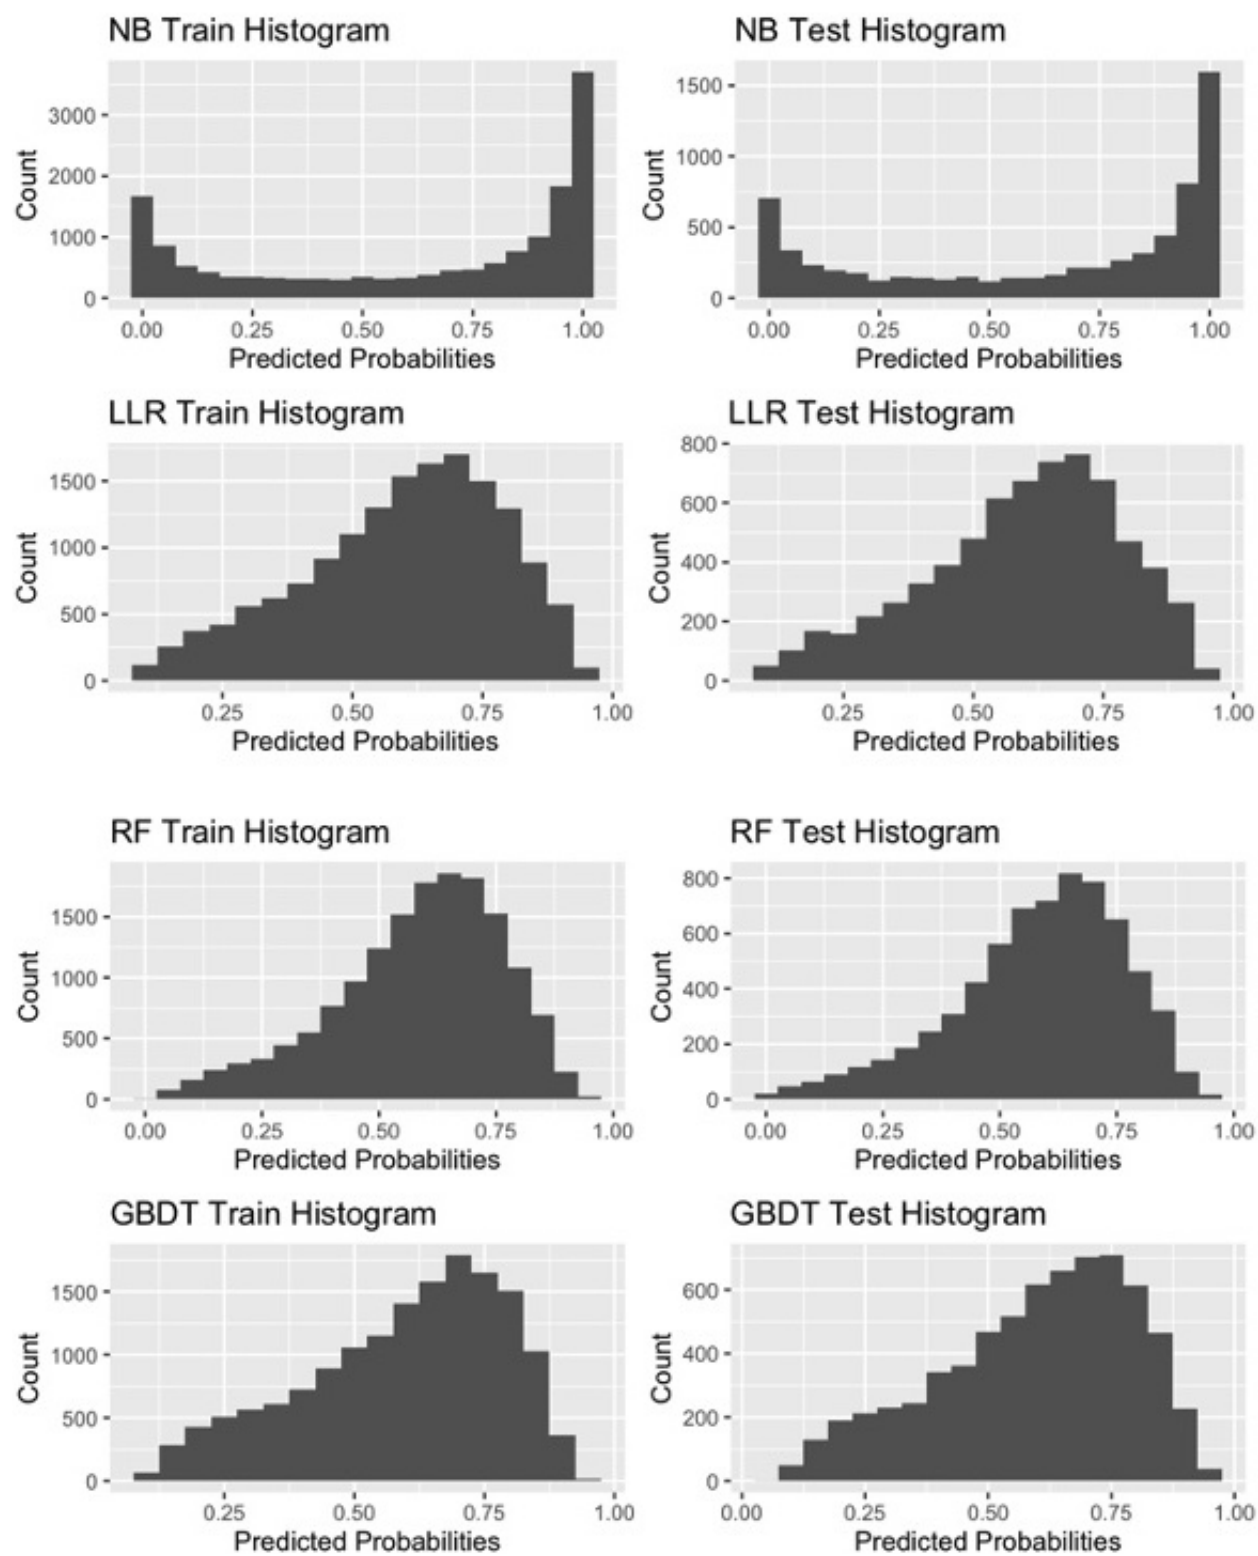 NB Train Histogram
Count
3000
2000
1000
0
0.00 0.25 0.50 0.75 1.00
Predicted Probabilities
NB Test Histogram
Count
1500
1000
500
0
0.00 0.25 0.50 0.75 1.00
Predicted Probabilities
LLR Train Histogram
Count
1500
1000
500
0
0.25 0.50 0.75 1.00
Predicted Probabilities
LLR Test Histogram
Count
800
600
400
200
0
0.25 0.50 0.75 1.00
Predicted Probabilities
RF Train Histogram
Count
1500
1000
500
0
0.00 0.25 0.50 0.75 1.00
Predicted Probabilities
RF Test Histogram
Count
800
600
400
200
0
0.00 0.25 0.50 0.75 1.00
Predicted Probabilities
GBDT Train Histogram
Count
1500
1000
500
0
0.25 0.50 0.75 1.00
Predicted Probabilities
GBDT Test Histogram
Count
600
400
200
0
0.00 0.25 0.50 0.75 1.00
Predicted Probabilities